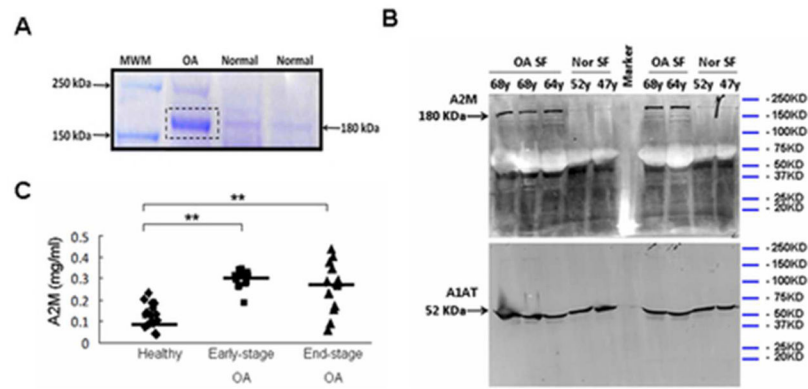 A
MWM OA Normal Normal
250 kDa
150 kDa
180 kDa
B
OA SF Nor SF Marker OA SF Nor SF
68y 68y 64y 52y 47y 68y 64y 52y 47y
A2M
180 KDa
- 250KD
- 150KD
- 100KD
- 75KD
- 50KD
- 37KD
- 25KD
- 20KD
A1AT
52 KDa
- 250KD
- 150KD
- 100KD
- 75KD
- 50KD
- 37KD
- 25KD
- 20KD
C
**
**
A2M (mg/ml)
0.5
0.4
0.3
0.2
0.1
0
Healthy Early-stage OA End-stage OA